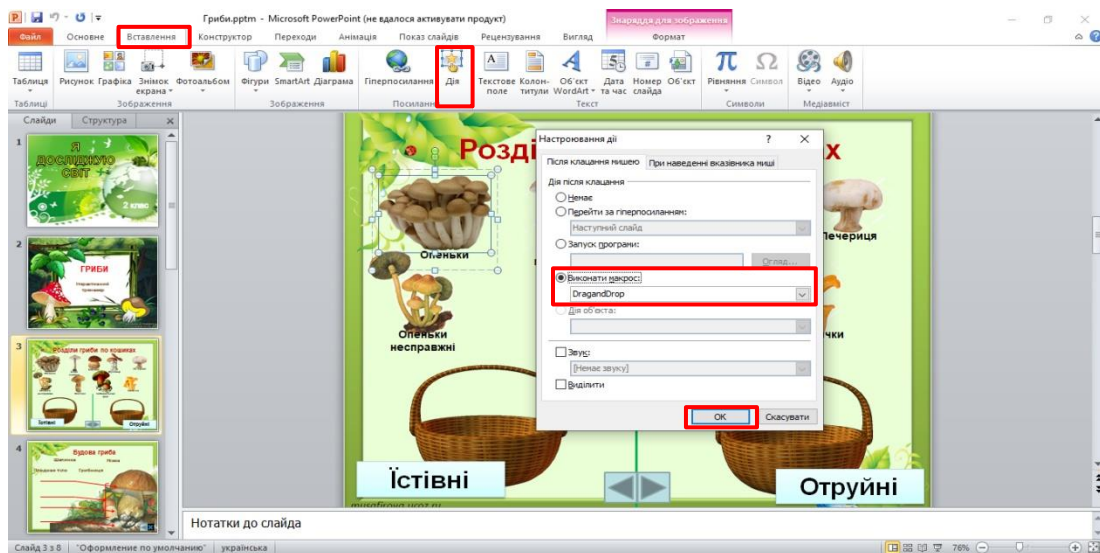 Гриби.pptm - Microsoft PowerPoint (не вдалося активувати продукт)
Знаряддя для зображення
Файл Основне Вставлення Конструктор Переходи Анімація Показ слайдів Рецензування Вигляд Формат
Таблиця Рисунок Графіка Знімок екрана Фотоальбом Фігури SmartArt Діаграма Гіперпосилання Дія Текстове поле Колон-титули Об'єкт WordArt Дата та час Номер слайда Об'єкт Рівняння Символ Відео Аудіо
Таблиці Зображення Зображення Посилання Текст Символи Медіавміст
Слайди Структура
1
Я
ДОСЛІДЖУЮ
СВІТ
2 клас
2
ГРИБИ
3
Розділи гриби по кошиках
Їстівні Отруйні
4
Будова гриба
Розді
х
Опеньки
Печериця
Опеньки
несправжні
чки
Їстівні
Отруйні
Настроювання дії
Після клацання мишею При наведенні вказівника миші
Дія після клацання
Немає
Перейти за гіперпосиланням:
Наступний слайд
Запуск програми:
Огляд...
Виконати макрос:
DragandDrop
Дія об'єкта:
Звук:
[Немає звуку]
Виділити
ОК Скасувати
Нотатки до слайда
Слайд 3 з 8 "Оформление по умолчанию" українська 76%